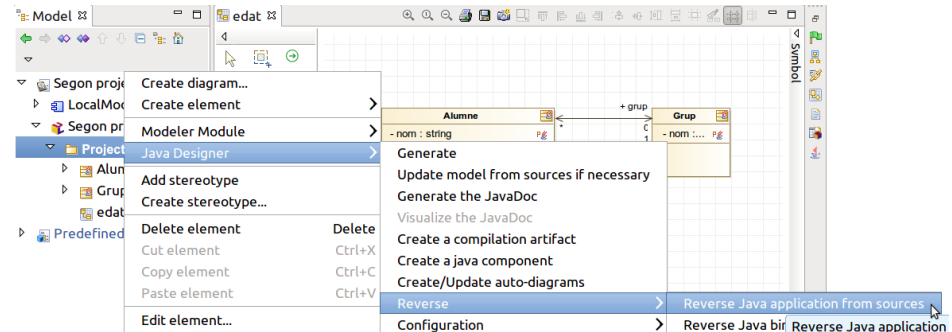 Model
edat
Segon proje
LocalMoc
Segon pr
Project
Alum
Grup
edat
Predefined
Create diagram...
Create element
Modeler Module
Java Designer
Add stereotype
Create stereotype...
Delete element Delete
Cut element Ctrl+X
Copy element Ctrl+C
Paste element Ctrl+V
Edit element...
Alumne
- nom : string
+ grup
*
0
1
Grup
- nom :...
Symbol
Generate
Update model from sources if necessary
Generate the JavaDoc
Visualize the JavaDoc
Create a compilation artifact
Create a java component
Create/Update auto-diagrams
Reverse
Configuration
Reverse Java application from sources
Reverse Java bin
Reverse Java application